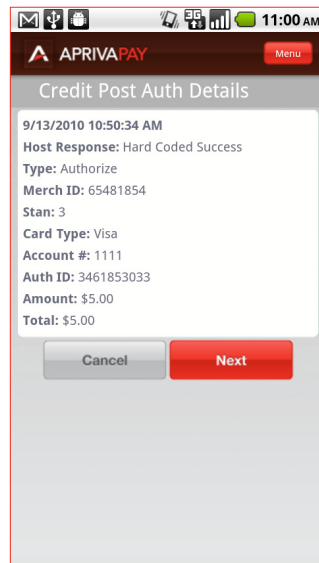 3G 11:00 AM
APRIVAPAY Menu
Credit Post Auth Details
9/13/2010 10:50:34 AM
Host Response: Hard Coded Success
Type: Authorize
Merch ID: 65481854
Stan: 3
Card Type: Visa
Account #: 1111
Auth ID: 3461853033
Amount: $5.00
Total: $5.00
Cancel Next